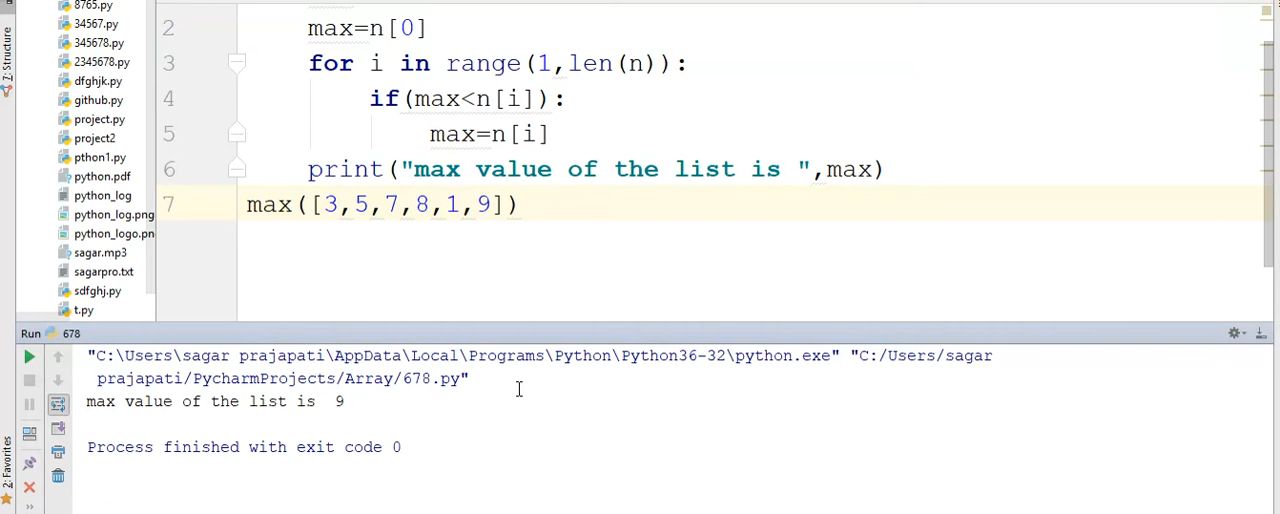 8765.py
34567.py
345678.py
2345678.py
dfghjk.py
github.py
project.py
project2
pthon1.py
python.pdf
python_log
python_log.png
python_logo.pn
sagar.mp3
sagarpro.txt
sdfghj.py
t.py
7: Structure
2: Favorites
2 max=n[0]
3 for i in range(1,len(n)):
4 if(max<n[i]):
5 max=n[i]
6 print("max value of the list is ",max)
7 max([3,5,7,8,1,9])
Run 678
"C:\Users\sagar prajapati\AppData\Local\Programs\Python\Python36-32\python.exe" "C:/Users/sagar
prajapati/PycharmProjects/Array/678.py"
max value of the list is  9
Process finished with exit code 0